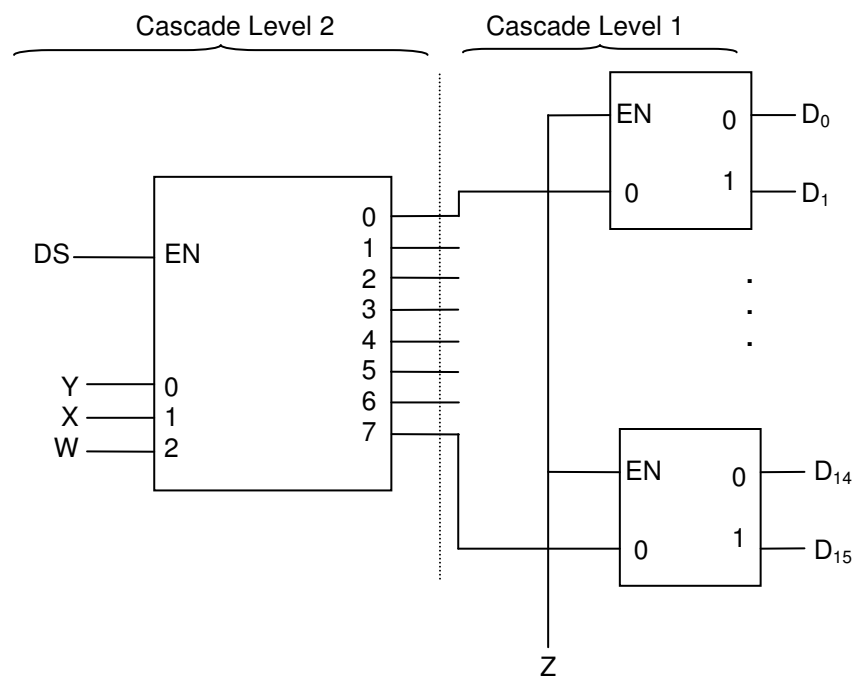 Cascade Level 2
Cascade Level 1
EN 0 D₀
0 1 D₁
DS EN
0
1
2
3
4
5
6
7
Y 0
X 1
W 2
.
.
.
EN 0 D₁₄
0 1 D₁₅
Z